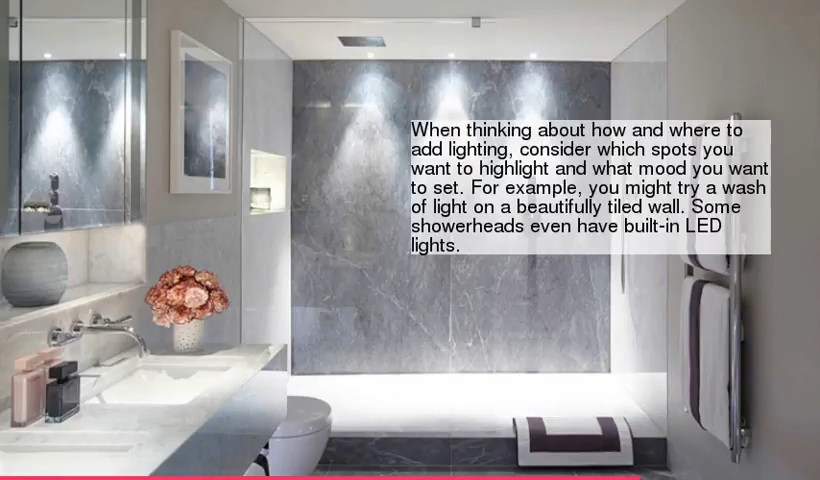 When thinking about how and where to
add lighting, consider which spots you
want to highlight and what mood you want
to set. For example, you might try a wash
of light on a beautifully tiled wall. Some
showerheads even have built-in LED
lights.